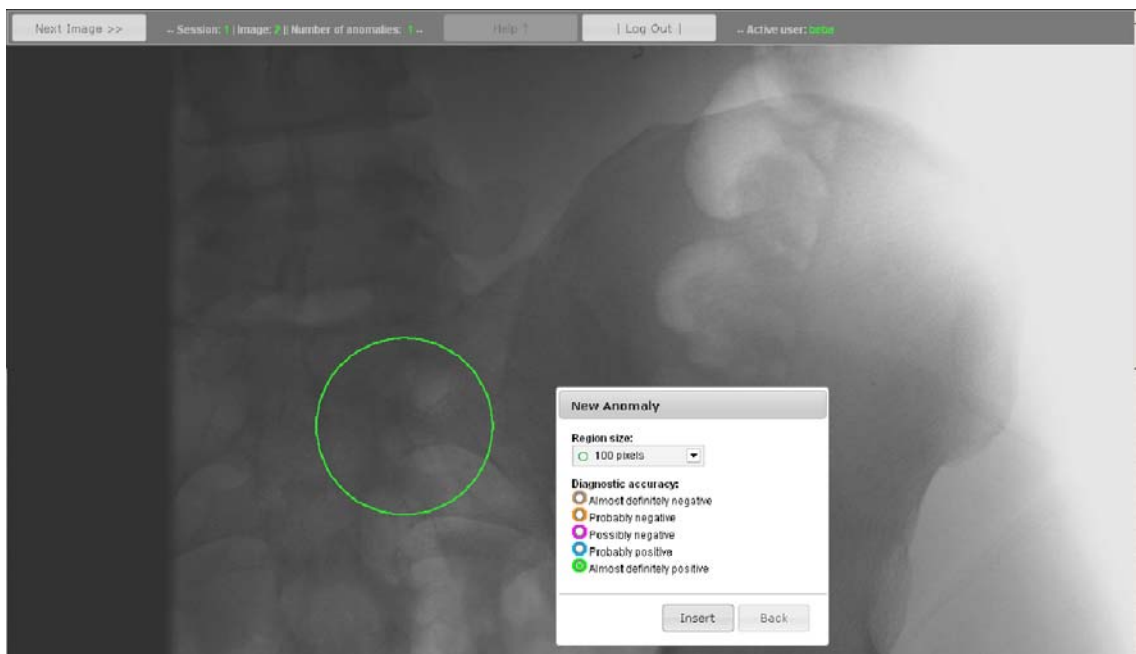 Next Image >>
-- Session: 1 | Image: 2 || Number of anomalies: 1 --
Help ?
| Log Out |
-- Active user: beba
New Anomaly
Region size:
100 pixels
Diagnostic accuracy:
Almost definitely negative
Probably negative
Possibly negative
Probably positive
Almost definitely positive
Insert
Back